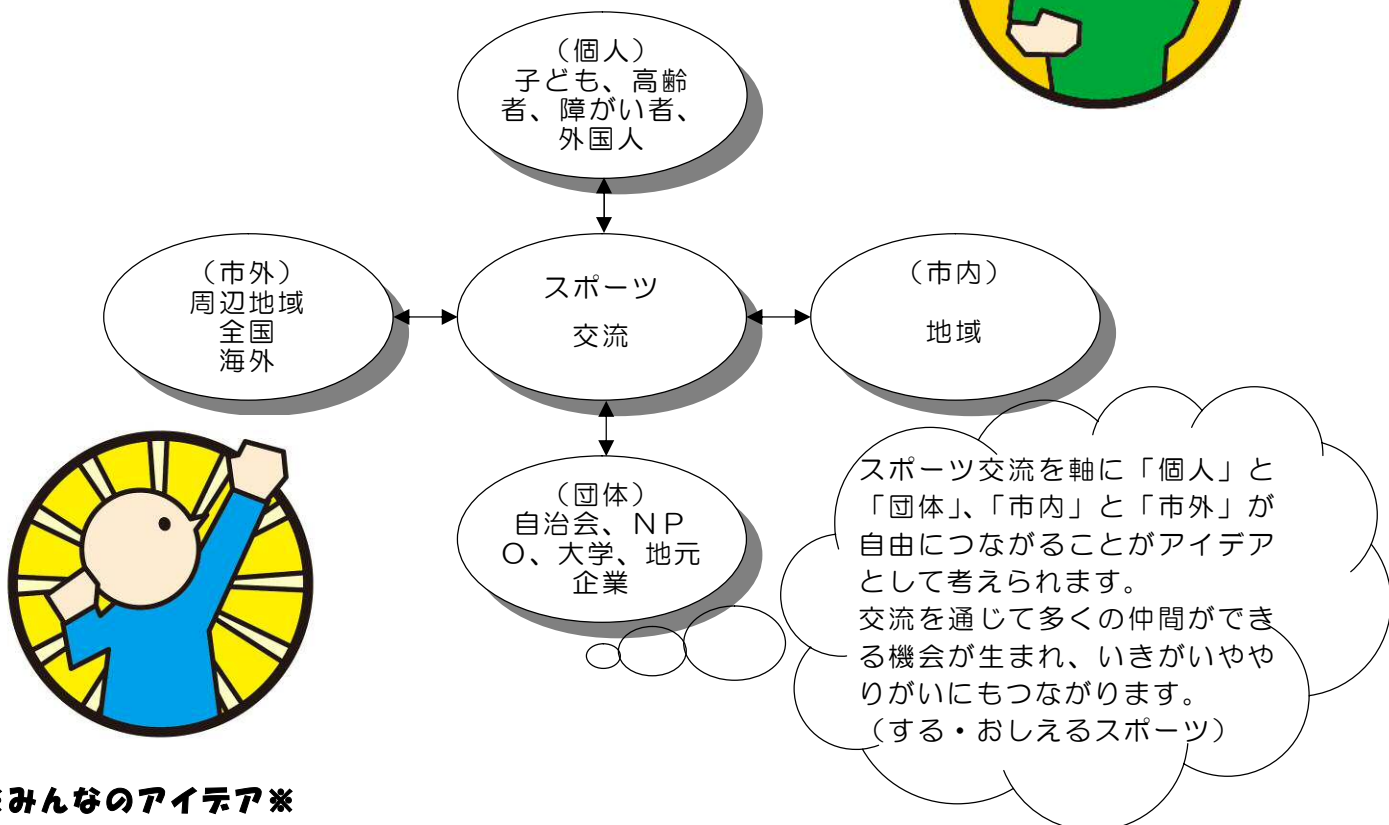 （個人）
子ども、高齢
者、障がい者、
外国人
（市外）
周辺地域
全国
海外
スポーツ
交流
（市内）
地域
（団体）
自治会、ＮＰ
Ｏ、大学、地元
企業
スポーツ交流を軸に「個人」と
「団体」、「市内」と「市外」が
自由につながることがアイデア
として考えられます。
交流を通じて多くの仲間ができ
る機会が生まれ、いきがいやや
りがいにもつながります。
（する・おしえるスポーツ）
※みんなのアイデア※